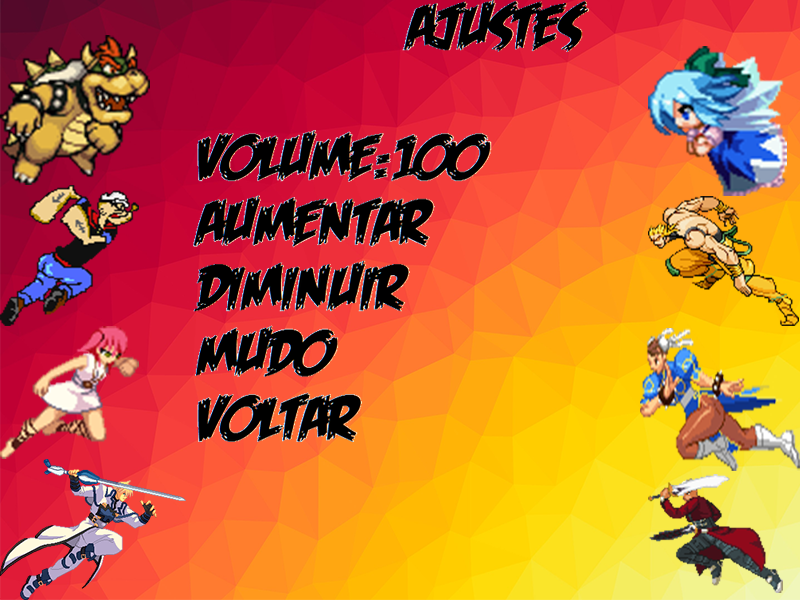 AJUSTES
VOLUME:100
AUMENTAR
DIMINUIR
MUDO
VOLTAR